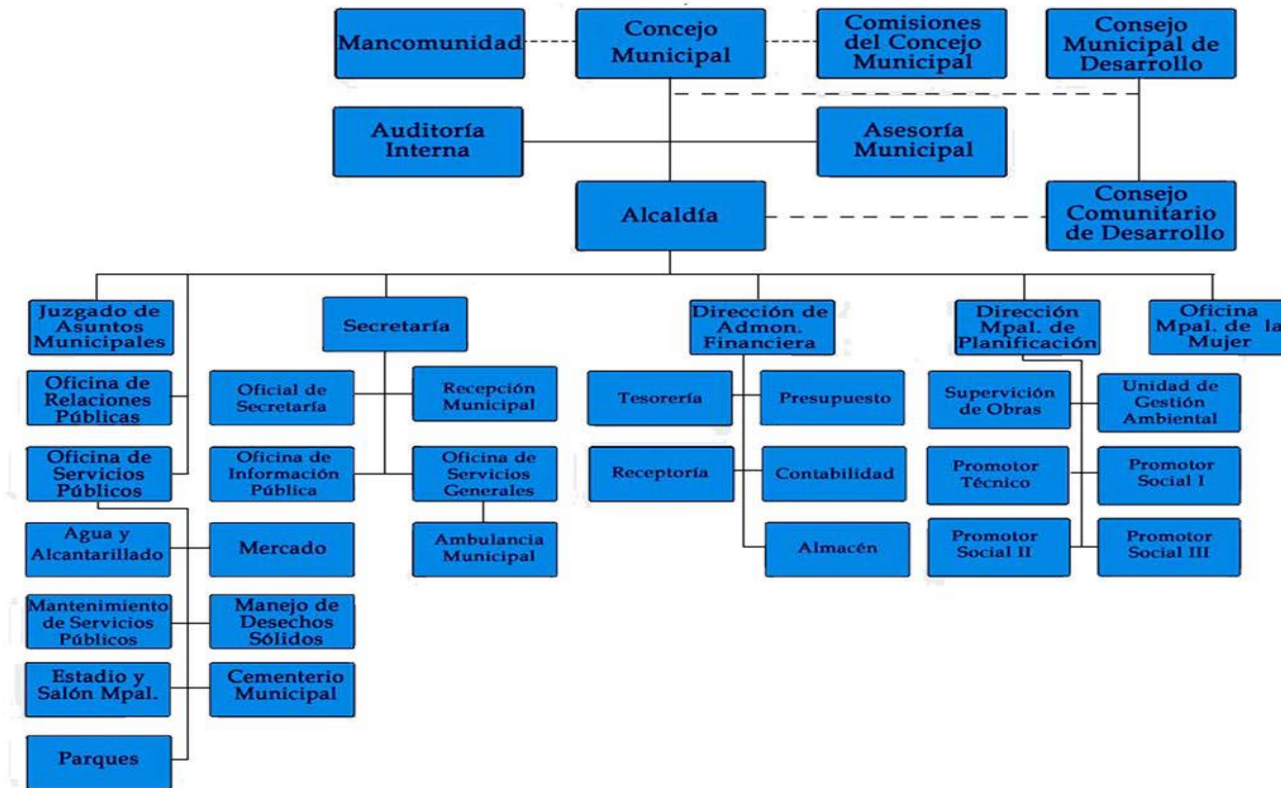 Mancomunidad
Concejo
Municipal
Comisiones
del Concejo
Municipal
Consejo
Municipal de
Desarrollo
Auditoría
Interna
Asesoría
Municipal
Alcaldía
Consejo
Comunitario
de Desarrollo
Juzgado de
Asuntos
Municipales
Secretaría
Dirección de
Admon.
Financiera
Dirección
Mpal. de
Planificación
Oficina
Mpal. de la
Mujer
Oficina de
Relaciones
Públicas
Oficial de
Secretaría
Recepción
Municipal
Tesorería
Presupuesto
Supervición
de Obras
Unidad de
Gestión
Ambiental
Oficina de
Servicios
Públicos
Oficina de
Información
Pública
Oficina de
Servicios
Generales
Receptoría
Contabilidad
Promotor
Técnico
Promotor
Social I
Agua y
Alcantarillado
Mercado
Ambulancia
Municipal
Almacén
Promotor
Social II
Promotor
Social III
Mantenimiento
de Servicios
Públicos
Manejo de
Desechos
Sólidos
Estadio y
Salón Mpal.
Cementerio
Municipal
Parques